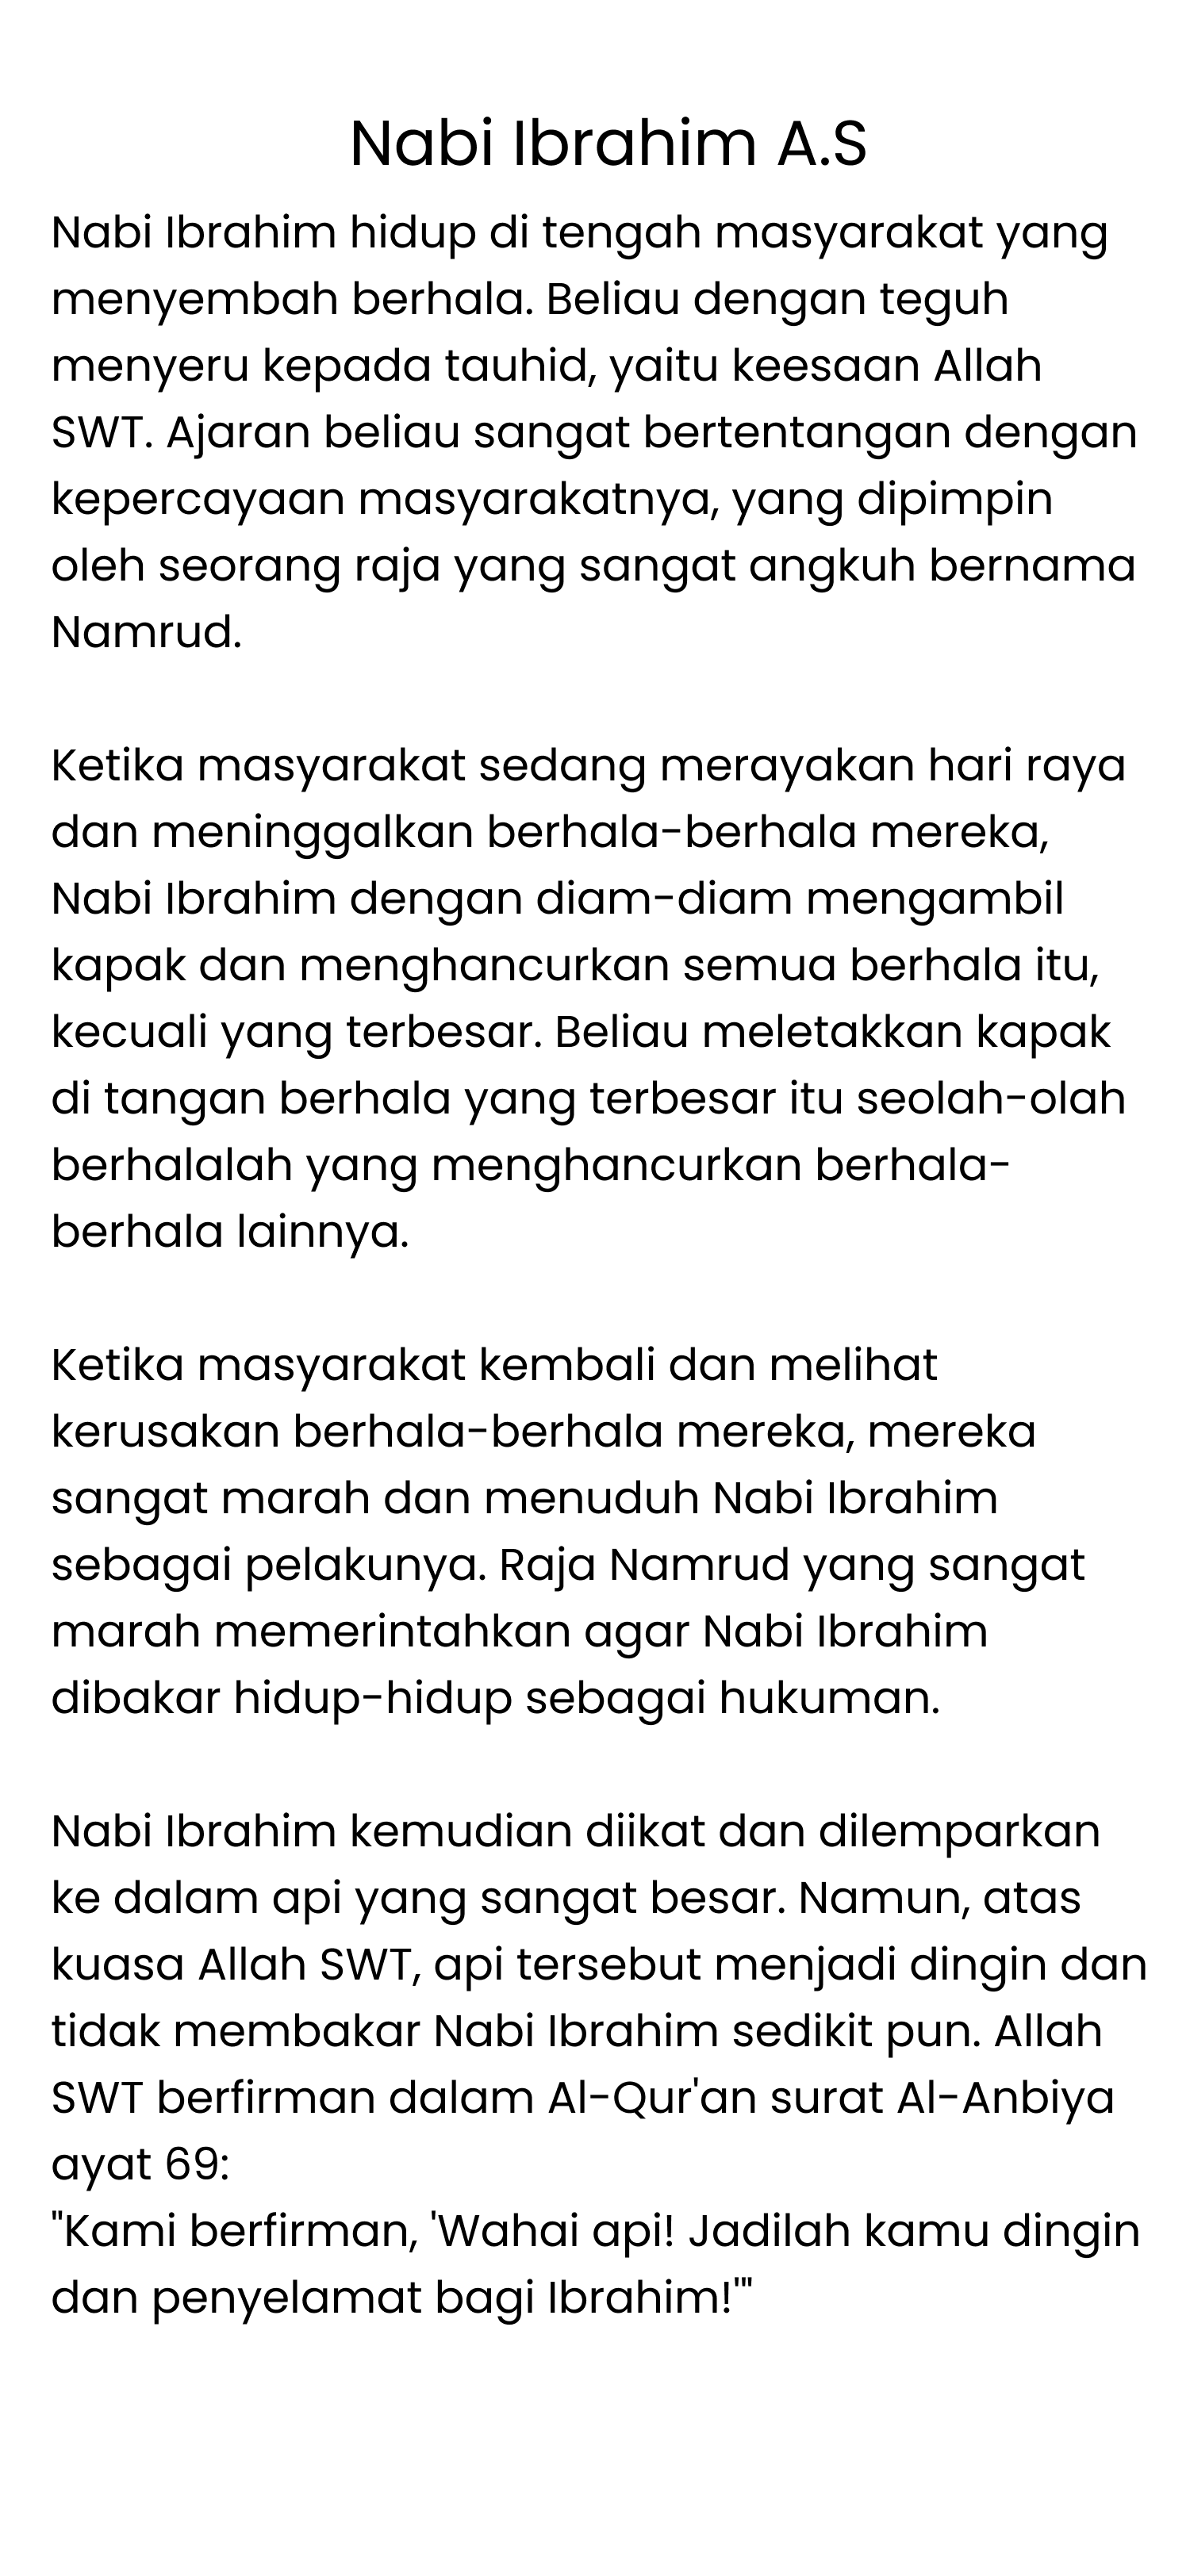 Nabi Ibrahim A.S
Nabi Ibrahim hidup di tengah masyarakat yang
menyembah berhala. Beliau dengan teguh
menyeru kepada tauhid, yaitu keesaan Allah
SWT. Ajaran beliau sangat bertentangan dengan
kepercayaan masyarakatnya, yang dipimpin
oleh seorang raja yang sangat angkuh bernama
Namrud.
Ketika masyarakat sedang merayakan hari raya
dan meninggalkan berhala-berhala mereka,
Nabi Ibrahim dengan diam-diam mengambil
kapak dan menghancurkan semua berhala itu,
kecuali yang terbesar. Beliau meletakkan kapak
di tangan berhala yang terbesar itu seolah-olah
berhalalah yang menghancurkan berhala-
berhala lainnya.
Ketika masyarakat kembali dan melihat
kerusakan berhala-berhala mereka, mereka
sangat marah dan menuduh Nabi Ibrahim
sebagai pelakunya. Raja Namrud yang sangat
marah memerintahkan agar Nabi Ibrahim
dibakar hidup-hidup sebagai hukuman.
Nabi Ibrahim kemudian diikat dan dilemparkan
ke dalam api yang sangat besar. Namun, atas
kuasa Allah SWT, api tersebut menjadi dingin dan
tidak membakar Nabi Ibrahim sedikit pun. Allah
SWT berfirman dalam Al-Qur'an surat Al-Anbiya
ayat 69:
"Kami berfirman, 'Wahai api! Jadilah kamu dingin
dan penyelamat bagi Ibrahim!'"